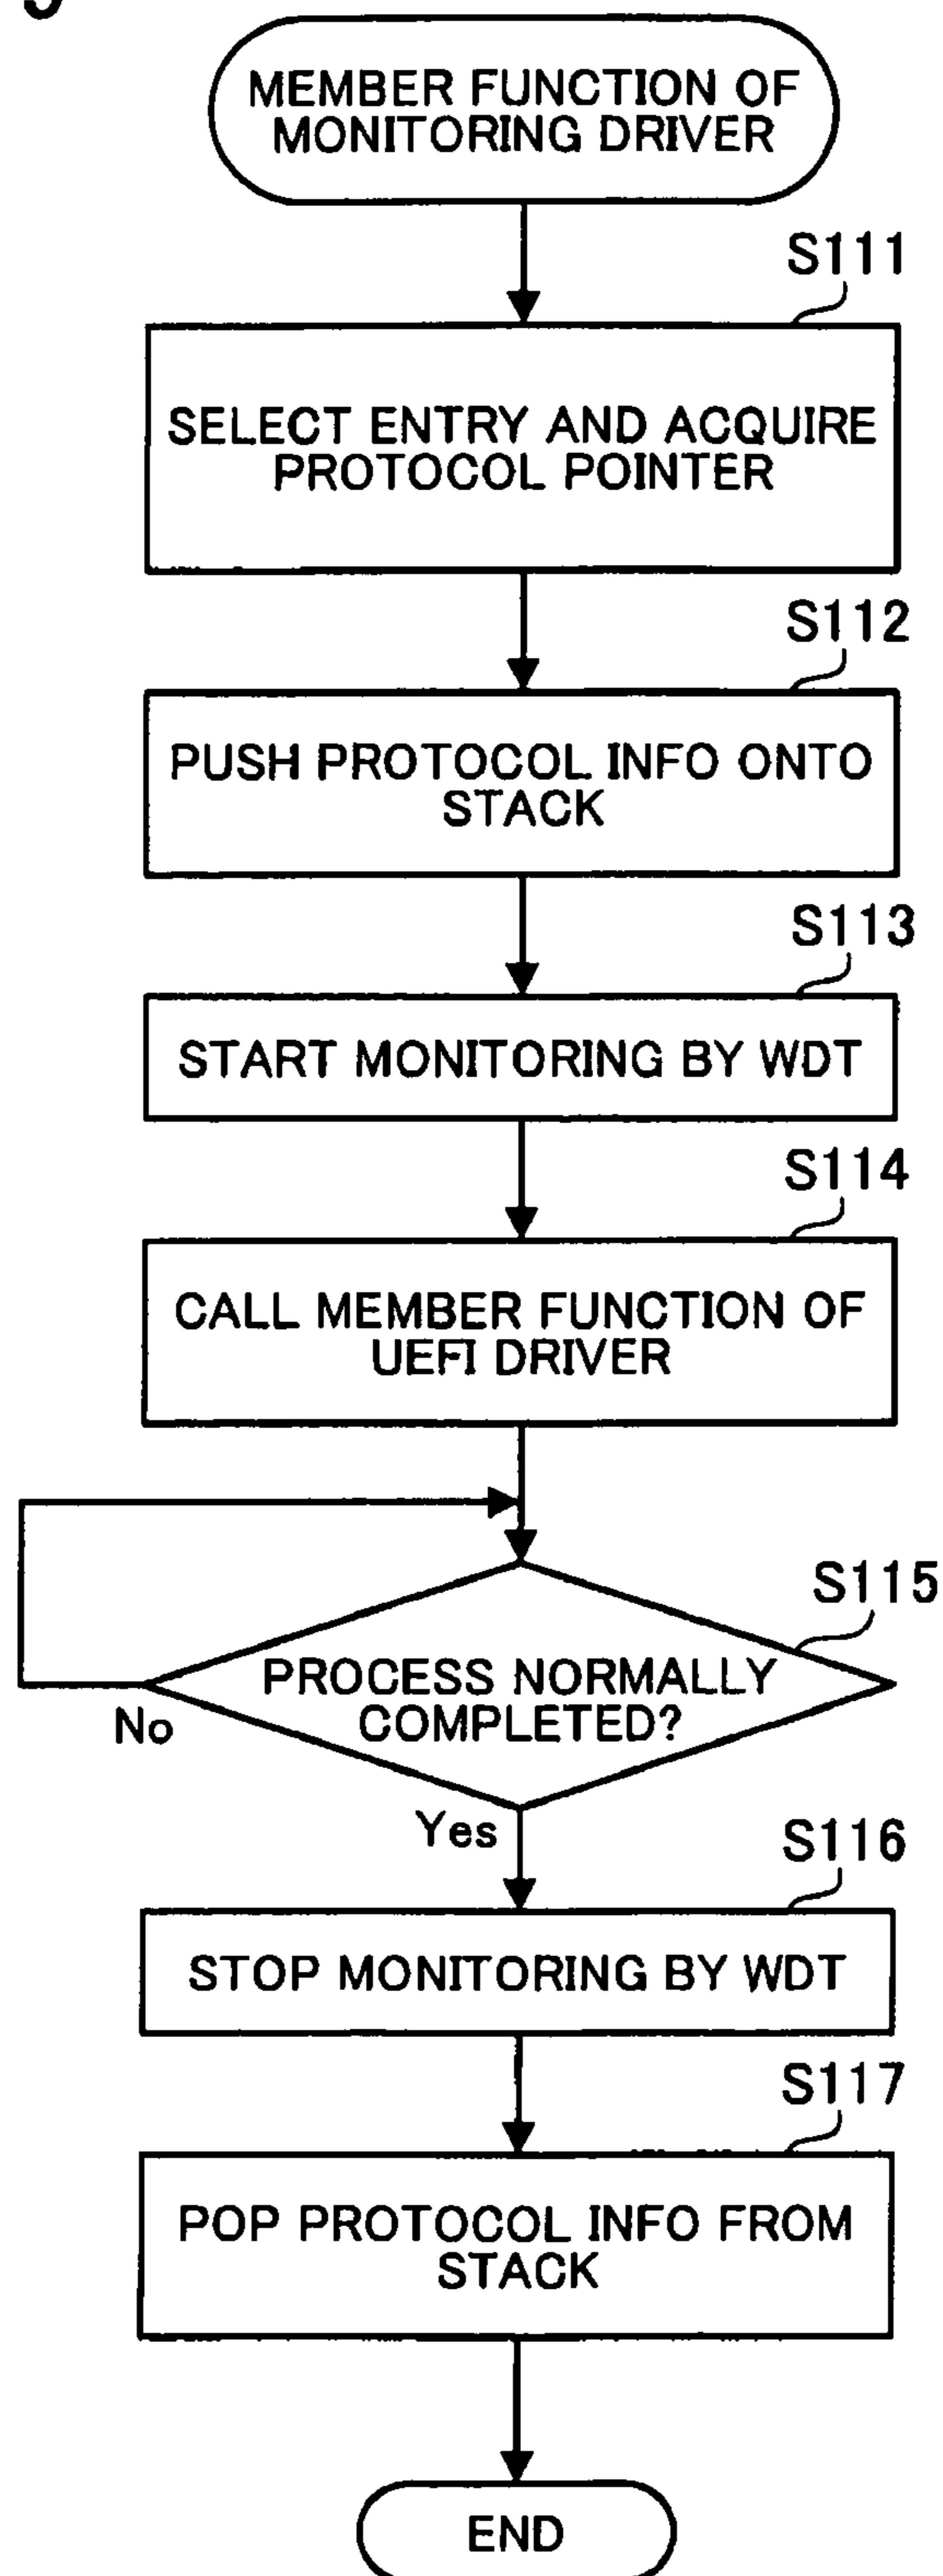 MEMBER FUNCTION OF
MONITORING DRIVER
S111
SELECT ENTRY AND ACQUIRE
PROTOCOL POINTER
S112
PUSH PROTOCOL INFO ONTO
STACK
S113
START MONITORING BY WDT
S114
CALL MEMBER FUNCTION OF
UEFI DRIVER
S115
PROCESS NORMALLY
COMPLETED?
No
Yes
S116
STOP MONITORING BY WDT
S117
POP PROTOCOL INFO FROM
STACK
END